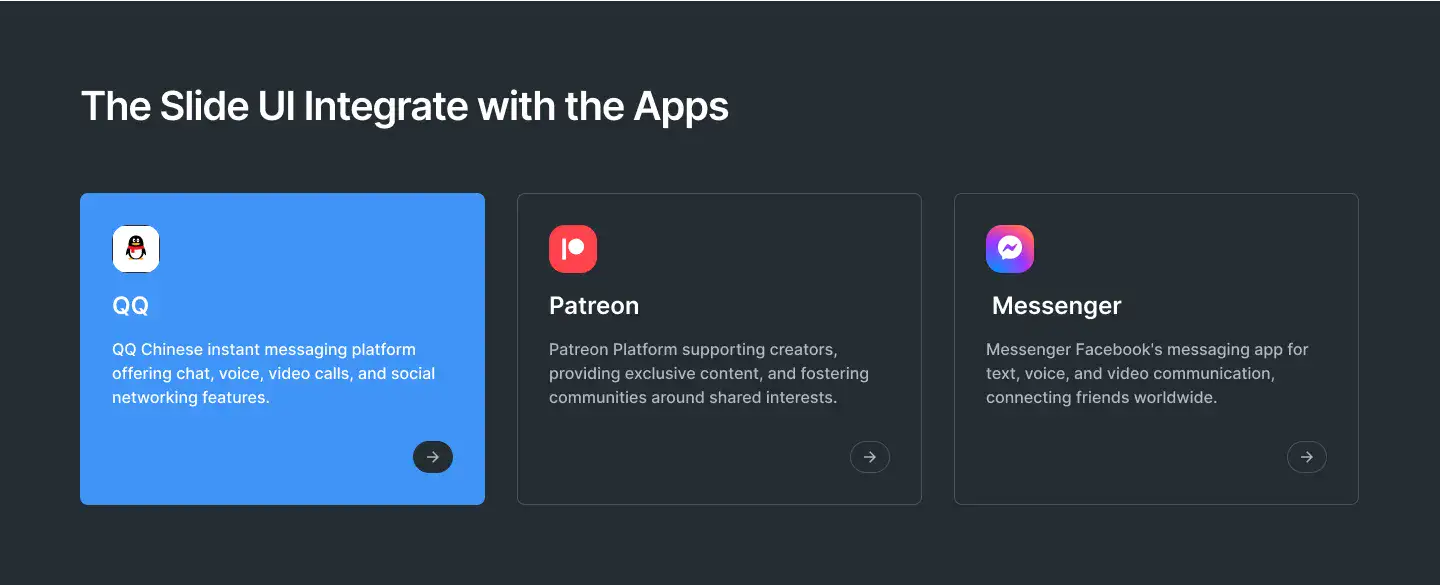 The Slide UI Integrate with the Apps
QQ
QQ Chinese instant messaging platform
offering chat, voice, video calls, and social
networking features.
Patreon
Patreon Platform supporting creators,
providing exclusive content, and fostering
communities around shared interests.
Messenger
Messenger Facebook's messaging app for
text, voice, and video communication,
connecting friends worldwide.